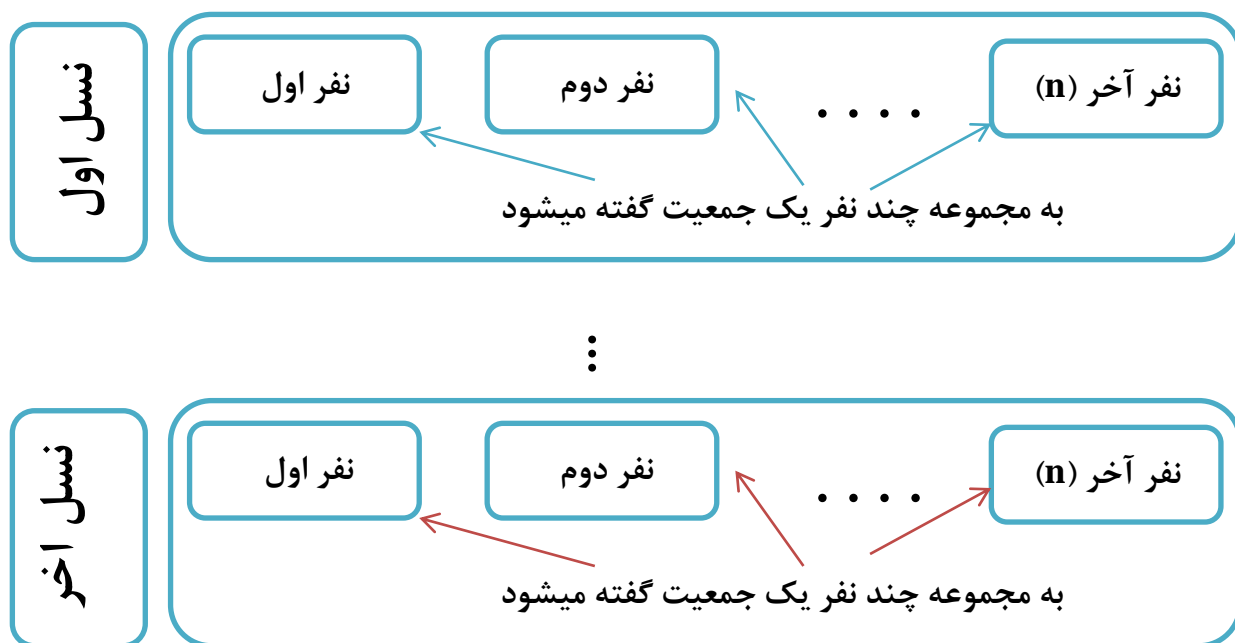 نسل اول
نفر اول
نفر دوم
. . . .
نفر آخر (n)
به مجموعه چند نفر یک جمعیت گفته میشود
...
نسل اخر
نفر اول
نفر دوم
. . . .
نفر آخر (n)
به مجموعه چند نفر یک جمعیت گفته میشود